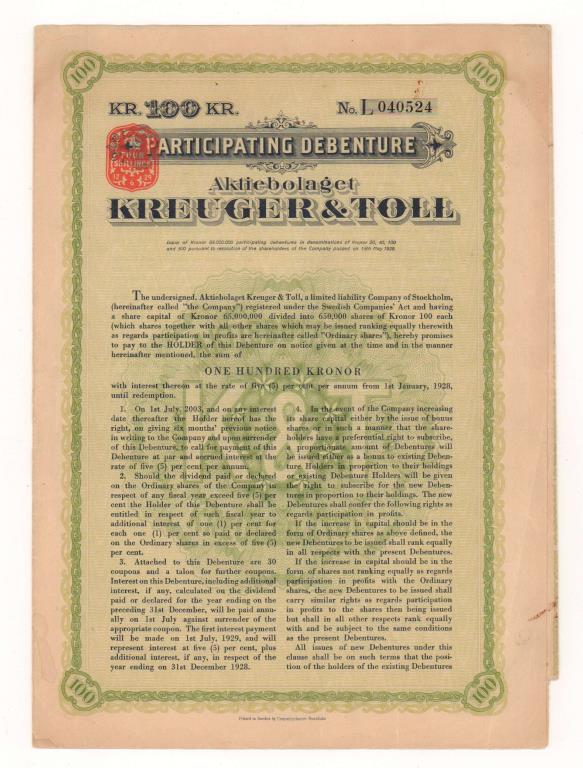 100 100
KR. 100 KR. No. L 040524
PARTICIPATING DEBENTURE
FOUR
SHILLINGS
Aktiebolaget
KREUGER & TOLL
pursuant to resolution of the shareholders of the Company passed on
The undersigned, Aktiebolaget Kreuger & Toll, a limited liability Company of Stockholm,
(hereinafter called "the Company") registered under the Swedish Companies' Act and having
a share capital of Kronor 65,000,000 divided into 650,000 shares of Kronor 100 each
(which shares together with all other shares which may be issued ranking equally therewith
as regards participation in profits are hereinafter called "Ordinary shares"), hereby promises
to pay to the HOLDER of this Debenture on notice given at the time and in the manner
hereinafter mentioned, the sum of
ONE HUNDRED KRONOR
with interest thereon at the rate of five (5) per cent per annum from 1st January, 1928,
until redemption.
1. On 1st July, 2003, and on any interest
date thereafter the Holder hereof has the
right, on giving six months' previous notice
in writing to the Company and on surrender
of this Debenture, to call for payment of this
Debenture at par and accrued interest at the
rate of five (5) per cent per annum.
2. Should the dividend paid or declared
on the Ordinary shares of the Company in
respect of any fiscal year exceed five (5) per
cent the Holder of this Debenture shall be
entitled in respect of such fiscal year to
additional interest of one (1) per cent for
each one (1) per cent so paid or declared
on the Ordinary shares in excess of five (5)
per cent.
3. Attached to this Debenture are 30
coupons and a talon for further coupons.
Interest on this Debenture, including additional
interest, if any, calculated on the dividend
paid or declared for the year ending on the
preceding 31st December, will be paid annu-
ally on 1st July against surrender of the
appropriate coupon. The first interest payment
will be made on 1st July, 1929, and will
represent interest at five (5) per cent, plus
additional interest, if any, in respect of the
year ending on 31st December 1928.
4. In the event of the Company increasing
its share capital either by the issue of bonus
shares or in such a manner that the share-
holders have a preferential right to subscribe,
a proportionate amount of Debentures will
be issued either as a bonus to existing Deben-
ture Holders in proportion to their holdings
or existing Debenture Holders will be given
the right to subscribe for the new Deben-
tures in proportion to their holdings. The new
Debentures shall confer the following rights as
regards participation in profits.
If the increase in capital should be in the
form of Ordinary shares as above defined, the
new Debentures to be issued shall rank equally
in all respects with the present Debentures.
If the increase in capital should be in the
form of shares not ranking equally as regards
participation in profits with the Ordinary
shares, the new Debentures to be issued shall
carry similar rights as regards participation
in profits to the shares then being issued
but shall in all other respects rank equally
with and be subject to the same conditions
as the present Debentures.
All issues of new Debentures under this
clause shall be on such terms that the posi-
tion of the holders of the existing Debentures
100 100
Printed in Sweden by Stockholm